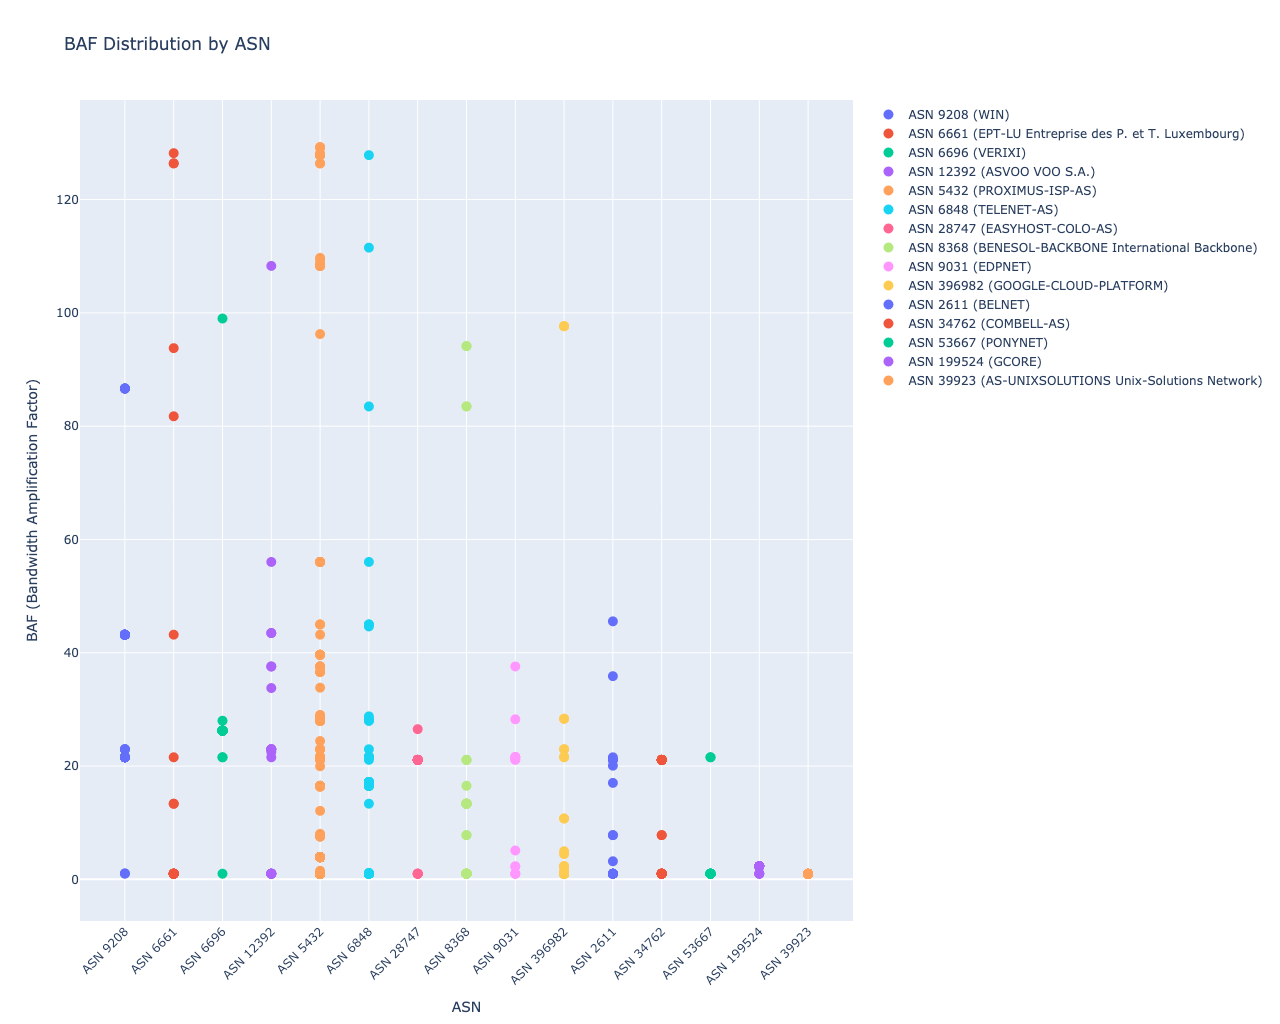 BAF Distribution by ASN
ASN 9208 (WIN)
ASN 6661 (EPT-LU Entreprise des P. et T. Luxembourg)
ASN 6696 (VERIXI)
ASN 12392 (ASVOO VOO S.A.)
ASN 5432 (PROXIMUS-ISP-AS)
ASN 6848 (TELENET-AS)
ASN 28747 (EASYHOST-COLO-AS)
ASN 8368 (BENESOL-BACKBONE International Backbone)
ASN 9031 (EDPNET)
ASN 396982 (GOOGLE-CLOUD-PLATFORM)
ASN 2611 (BELNET)
ASN 34762 (COMBELL-AS)
ASN 53667 (PONYNET)
ASN 199524 (GCORE)
ASN 39923 (AS-UNIXSOLUTIONS Unix-Solutions Network)
BAF (Bandwidth Amplification Factor)
120
100
80
60
40
20
0
ASN 9208
ASN 6661
ASN 6696
ASN 12392
ASN 5432
ASN 6848
ASN 28747
ASN 8368
ASN 9031
ASN 396982
ASN 2611
ASN 34762
ASN 53667
ASN 199524
ASN 39923
ASN